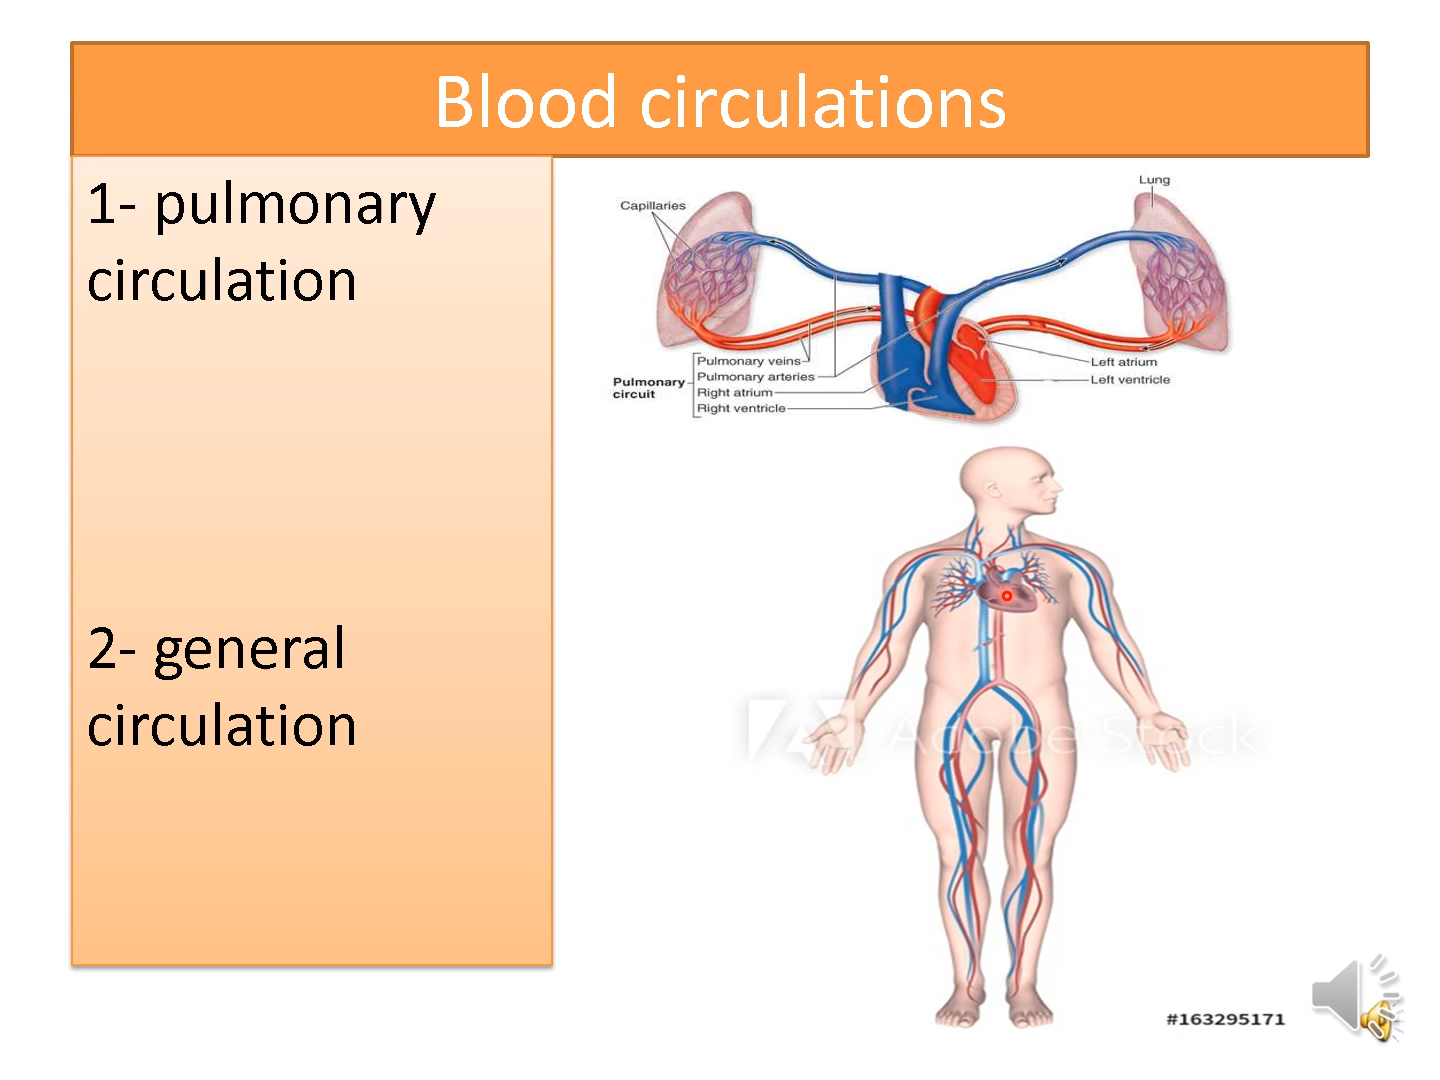 Blood circulations
1- pulmonary
circulation
2- general
circulation
Capillaries
Lung
Pulmonary veins
Pulmonary arteries
Right atrium
Right ventricle
Pulmonary
circuit
Left atrium
Left ventricle
Adobe Stock
#163295171